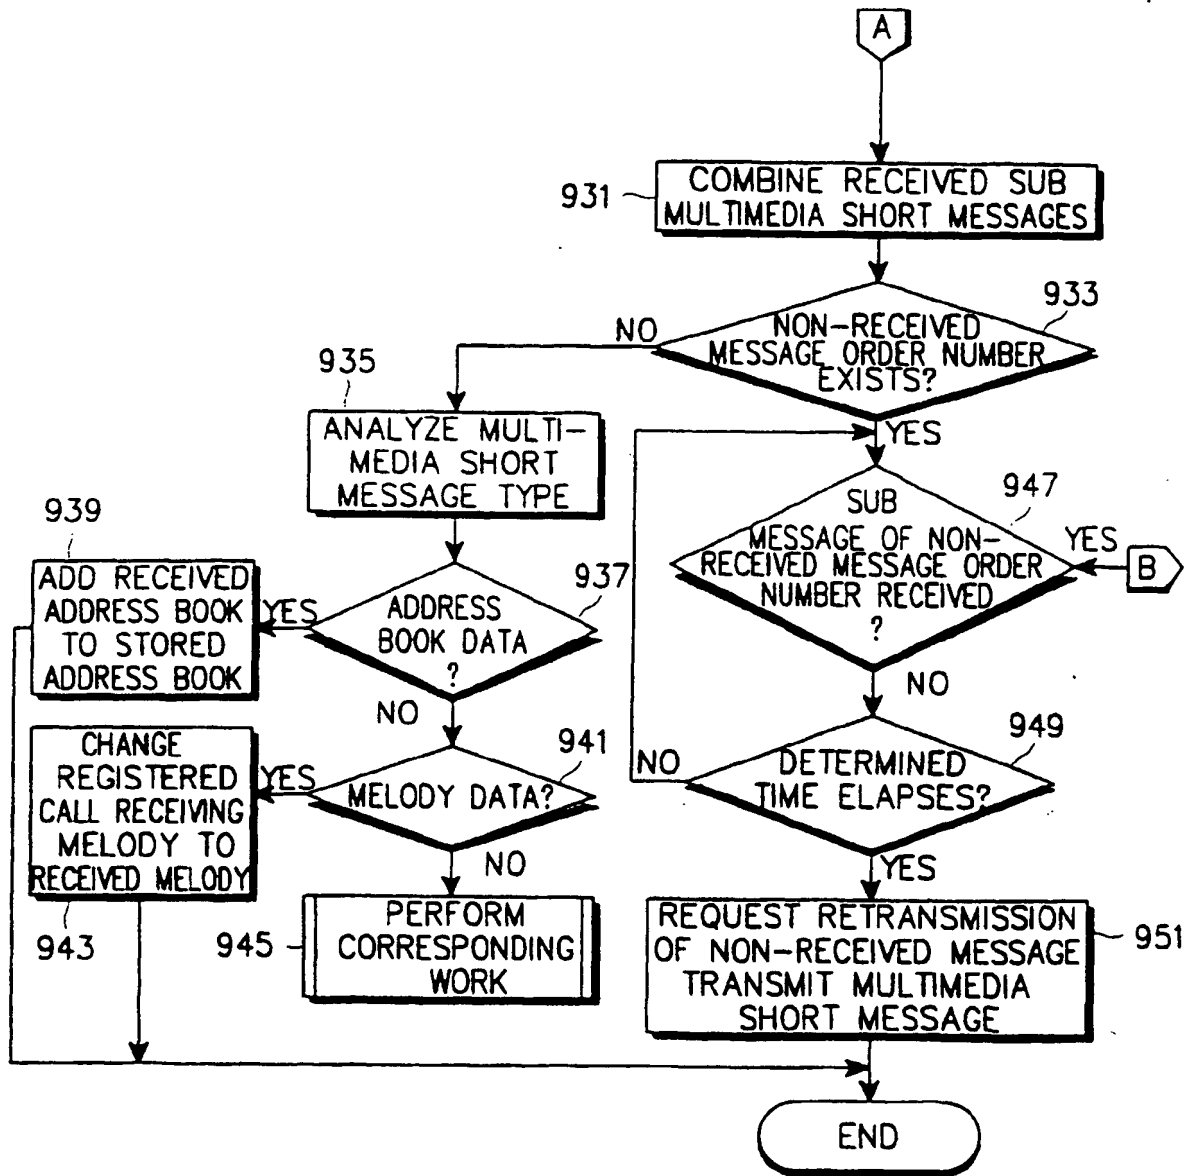 A
931
COMBINE RECEIVED SUB
MULTIMEDIA SHORT MESSAGES
933
NON-RECEIVED
MESSAGE ORDER NUMBER
EXISTS?
NO
YES
935
ANALYZE MULTI-
MEDIA SHORT
MESSAGE TYPE
947
SUB
MESSAGE OF NON-
RECEIVED MESSAGE ORDER
NUMBER RECEIVED
?
YES
B
NO
939
ADD RECEIVED
ADDRESS BOOK
TO STORED
ADDRESS BOOK
YES
937
ADDRESS
BOOK DATA
?
NO
949
DETERMINED
TIME ELAPSES?
NO
YES
CHANGE
REGISTERED
CALL RECEIVING
MELODY TO
RECEIVED MELODY
943
YES
941
MELODY DATA?
NO
945
PERFORM
CORRESPONDING
WORK
951
REQUEST RETRANSMISSION
OF NON-RECEIVED MESSAGE
TRANSMIT MULTIMEDIA
SHORT MESSAGE
END